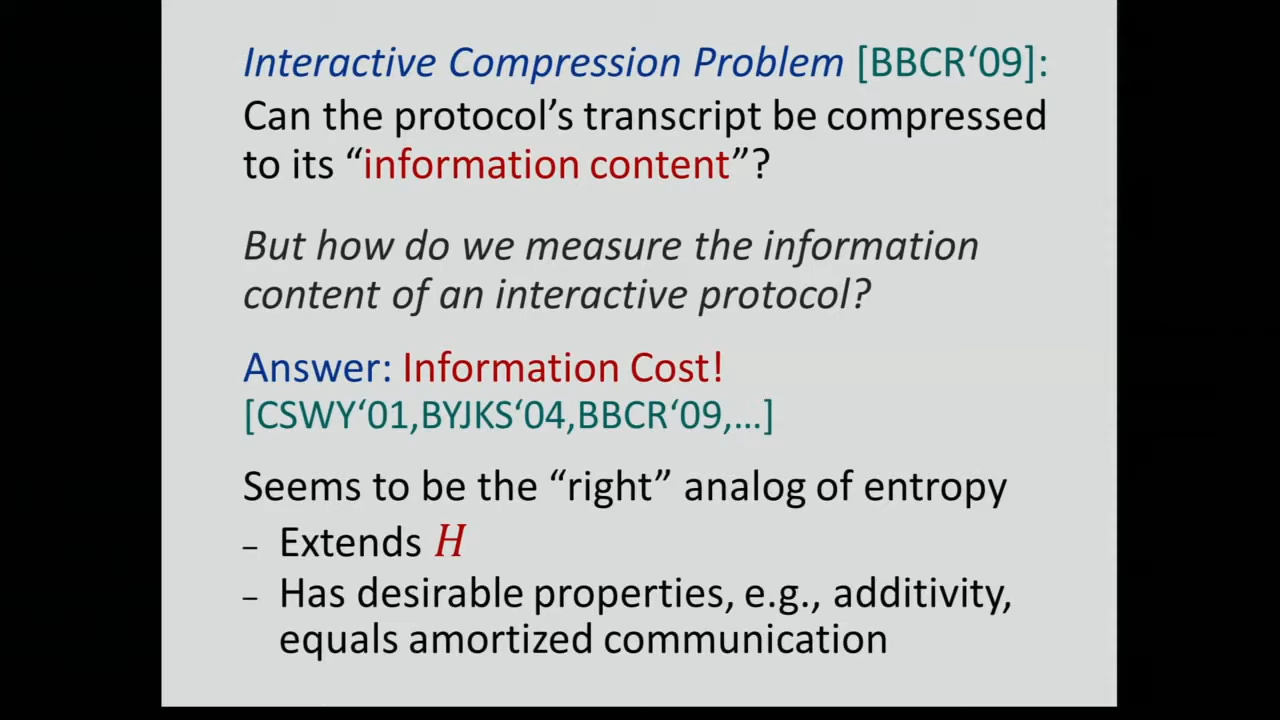 Interactive Compression Problem [BBCR‘09]:
Can the protocol’s transcript be compressed
to its “information content”?
But how do we measure the information
content of an interactive protocol?
Answer: Information Cost!
[CSWY‘01,BYJKS‘04,BBCR‘09,…]
Seems to be the “right” analog of entropy
– Extends H
– Has desirable properties, e.g., additivity,
equals amortized communication